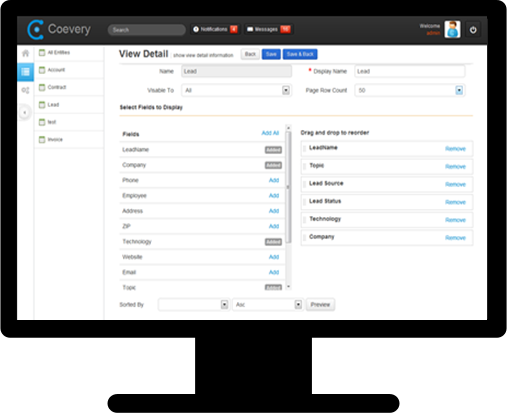 Coevery
Search
Notifications
Messages
Welcome
admin
All Entities
Account
Contract
Lead
test
Invoice
View Detail
show view detail information
Back
Save
Save & Back
Name
Lead
* Display Name
Lead
Visable To
All
Page Row Count
50
Select Fields to Display
Fields
Add All
LeadName
Added
Company
Added
Phone
Add
Employee
Add
Address
Add
ZIP
Add
Technology
Added
Website
Add
Email
Add
Topic
Added
Drag and drop to reorder
LeadName
Remove
Topic
Remove
Lead Source
Remove
Lead Status
Remove
Technology
Remove
Company
Remove
Sorted By
Asc
Preview